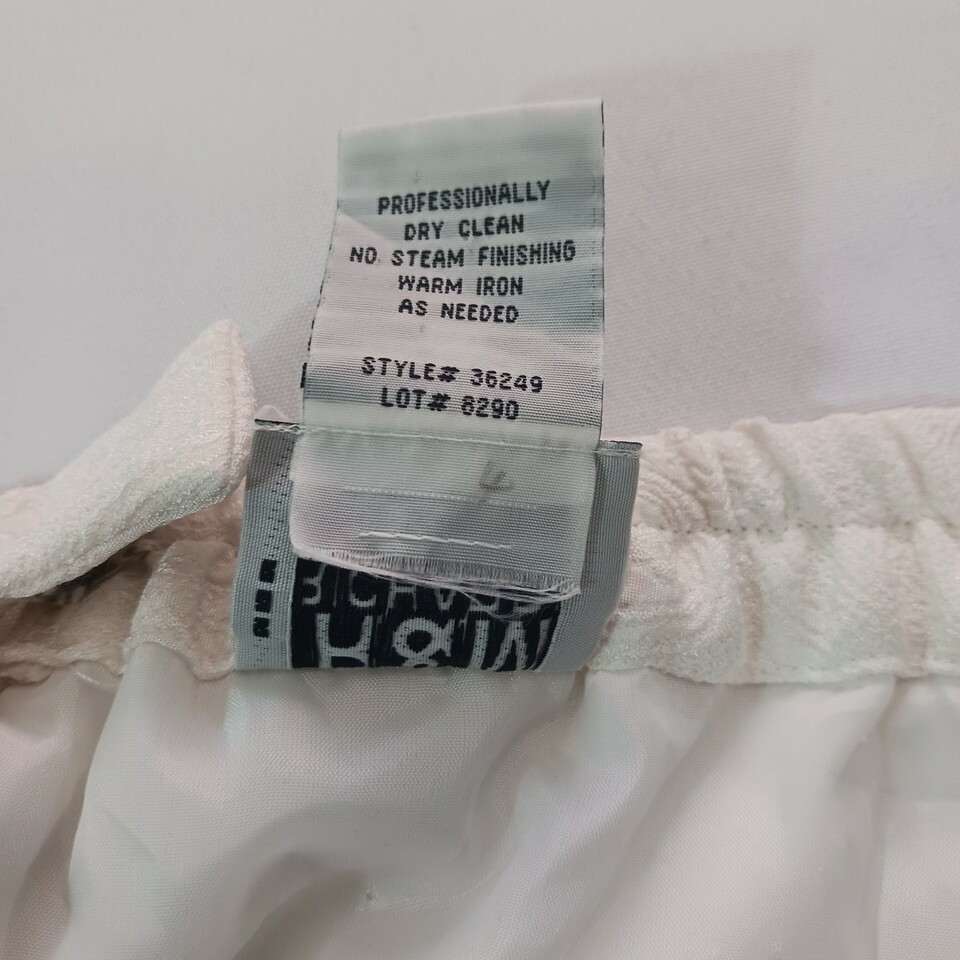 PROFESSIONALLY
DRY CLEAN
NO STEAM FINISHING
WARM IRON
AS NEEDED
STYLE# 36249
LOT# 8290